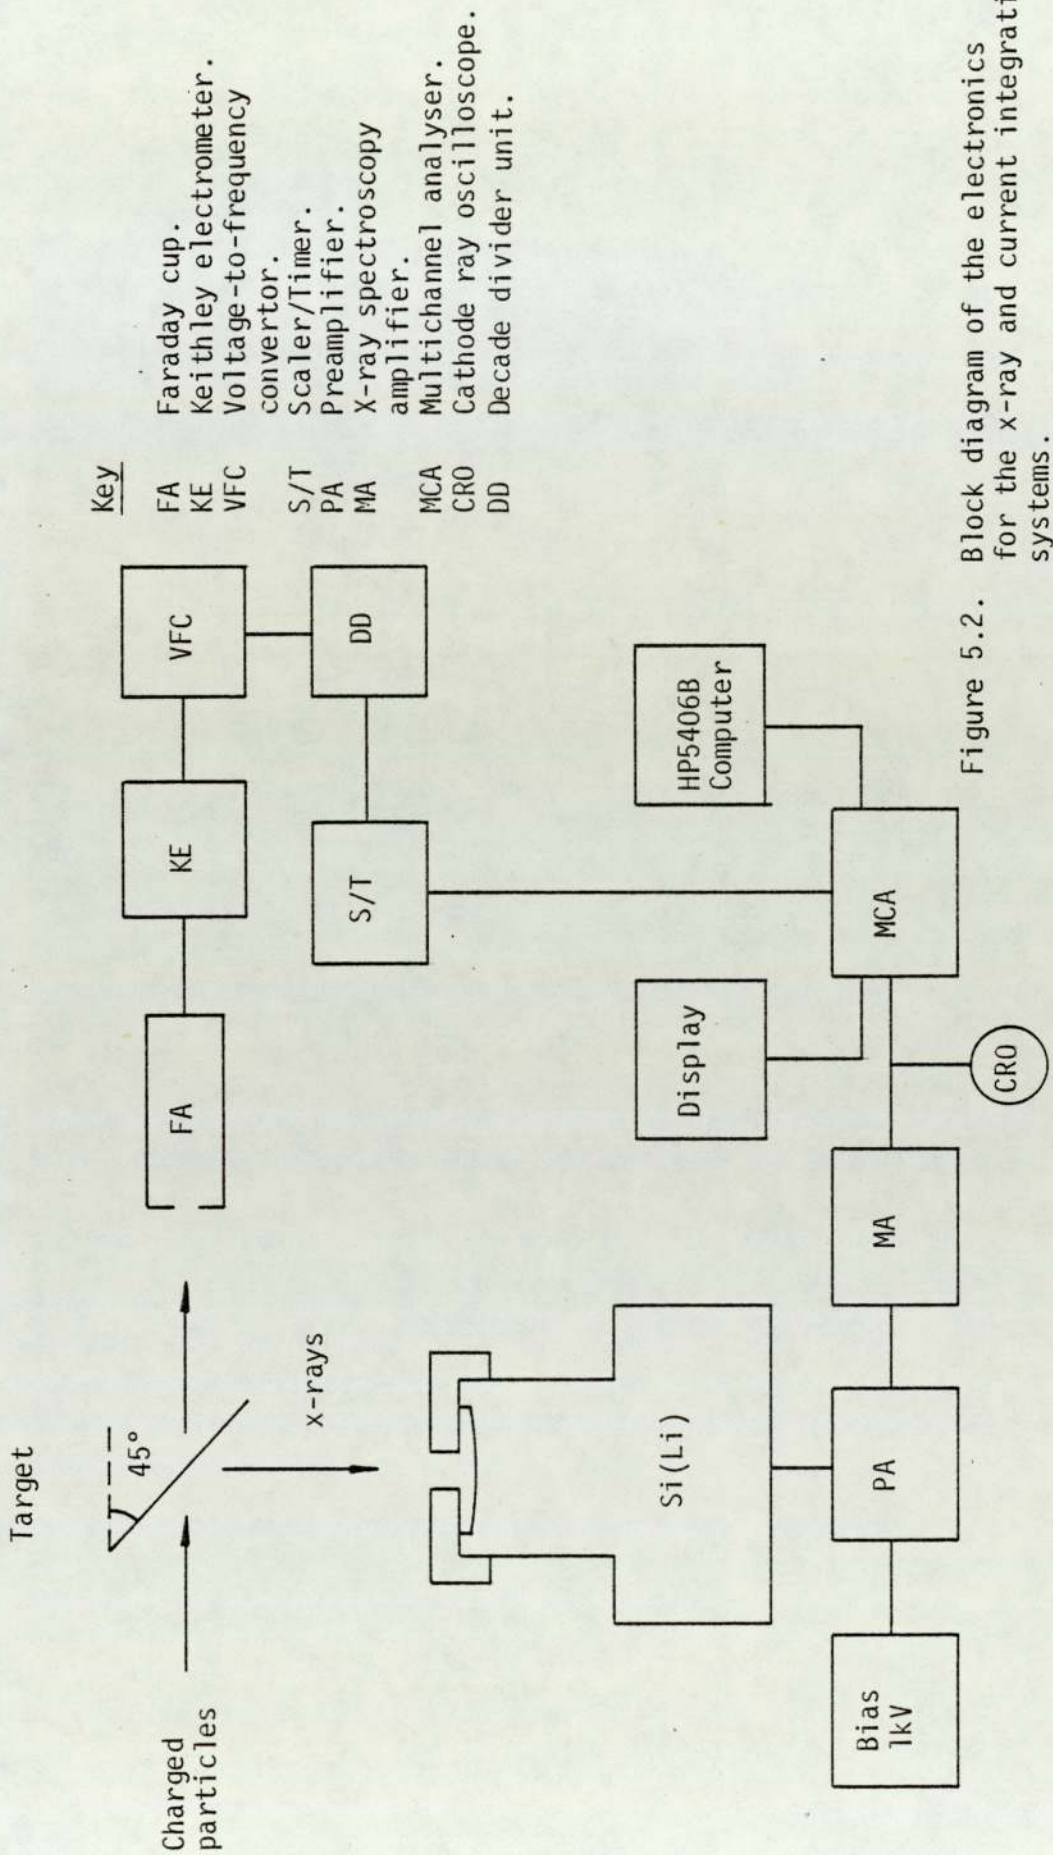 Target
45°
Charged
particles
x-rays
FA
KE
VFC
DD
S/T
Si(Li)
Display
HP5406B
Computer
Bias
1kV
PA
MA
MCA
CRO
Key
FA Faraday cup.
KE Keithley electrometer.
VFC Voltage-to-frequency
convertor.
S/T Scaler/Timer.
PA Preamplifier.
MA X-ray spectroscopy
amplifier.
MCA Multichannel analyser.
CRO Cathode ray oscilloscope.
DD Decade divider unit.
Figure 5.2. Block diagram of the electronics
for the x-ray and current integrati
systems.